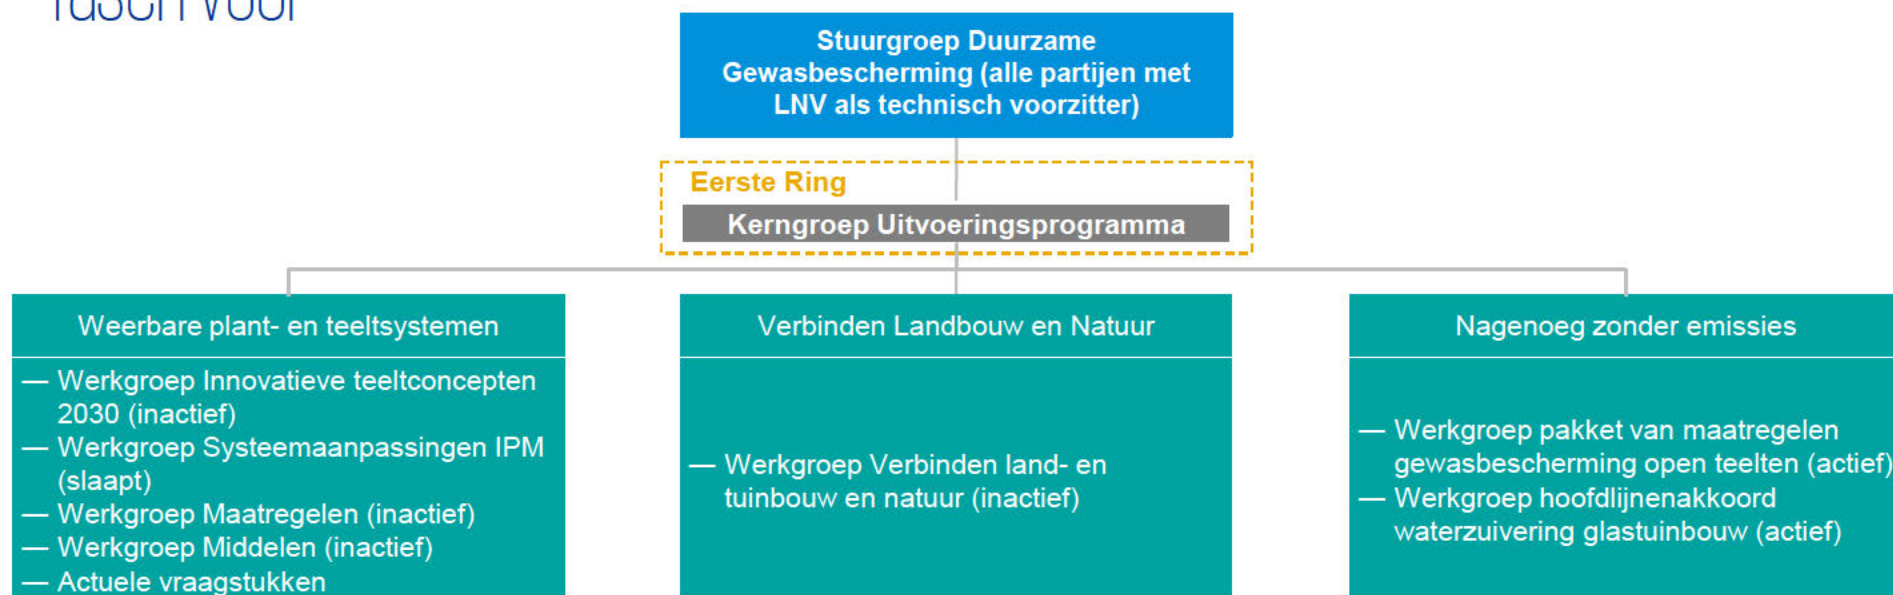 voor
Stuurgroep Duurzame
Gewasbescherming (alle partijen met
LNV als technisch voorzitter)
Eerste Ring
Kerngroep Uitvoeringsprogramma
Weerbare plant- en teeltsystemen
— Werkgroep Innovatieve teeltconcepten
2030 (inactief)
— Werkgroep Systeemaanpassingen IPM
(slaapt)
— Werkgroep Maatregelen (inactief)
— Werkgroep Middelen (inactief)
— Actuele vraagstukken
Verbinden Landbouw en Natuur
— Werkgroep Verbinden land- en
tuinbouw en natuur (inactief)
Nagenoeg zonder emissies
— Werkgroep pakket van maatregelen
gewasbescherming open teelten (actief)
— Werkgroep hoofdlijnenakkoord
waterzuivering glastuinbouw (actief)